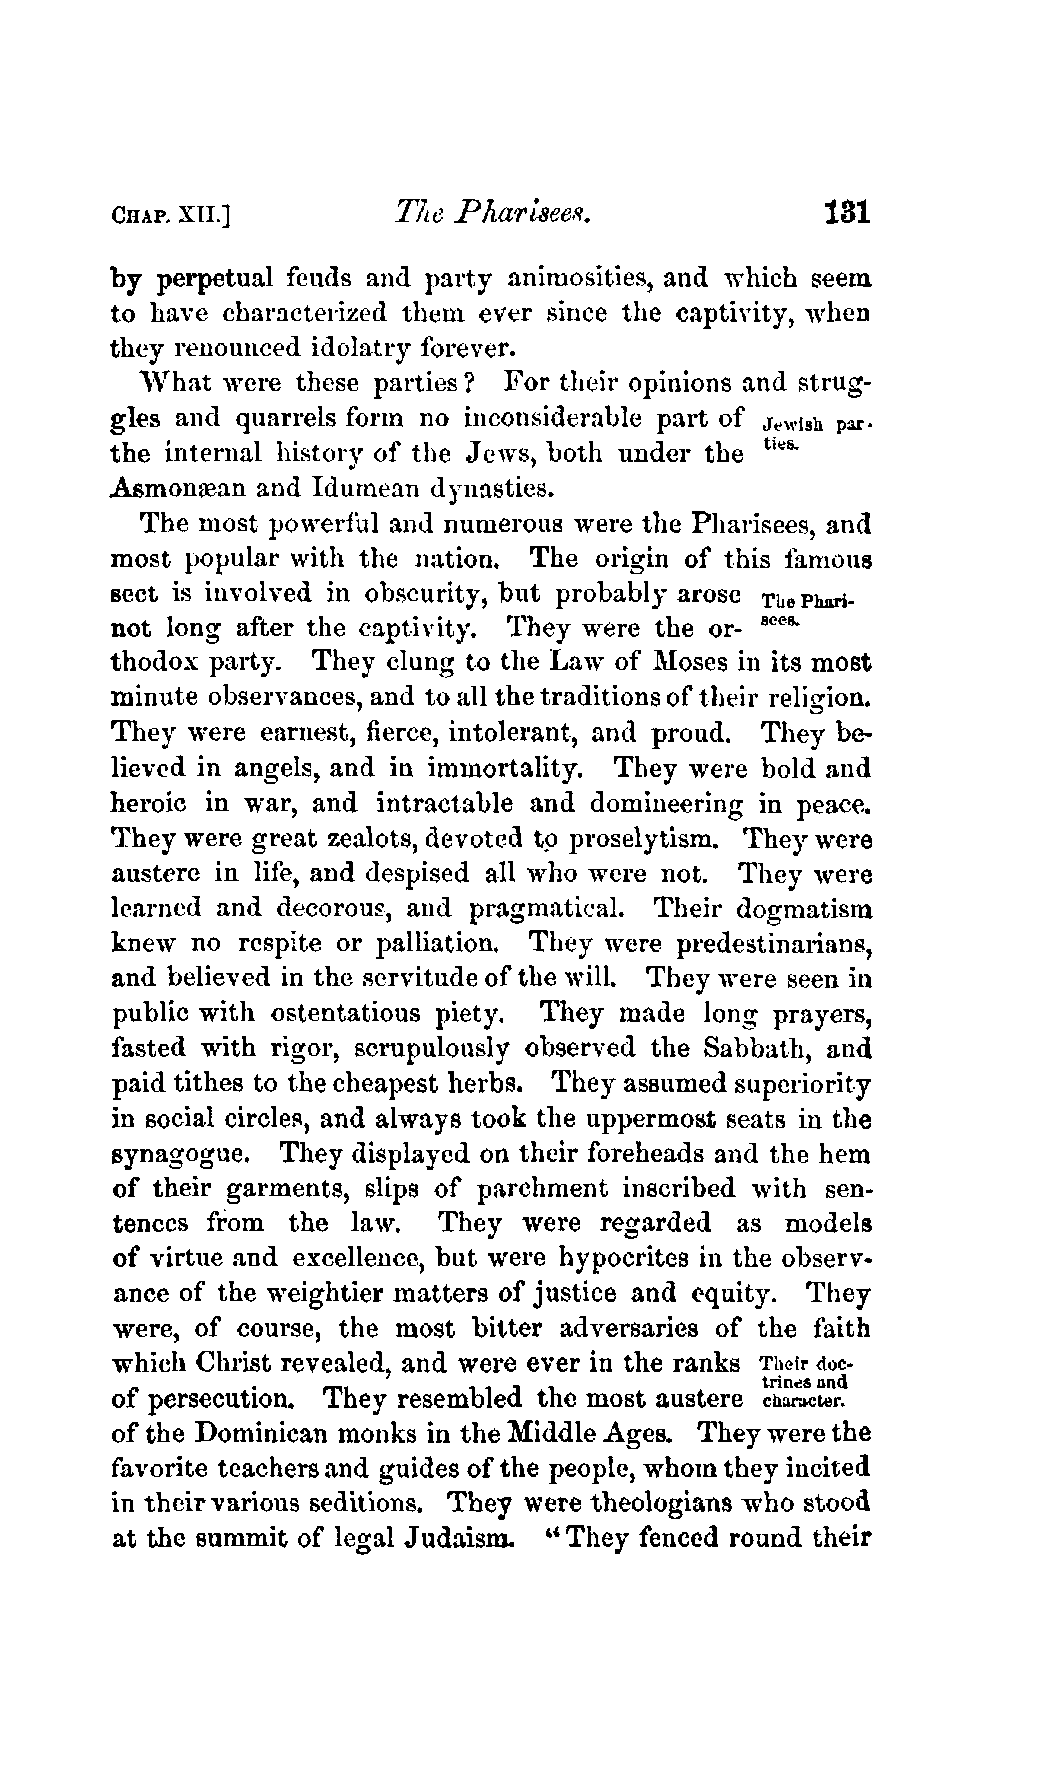 CHAP. XII.] The Pharisees. 131
by perpetual feuds and party animosities, and which seem
to have characterized them ever since the captivity, when
they renounced idolatry forever.
What were these parties? For their opinions and strug-
gles and quarrels form no inconsiderable part of
Jewish par-
the internal history of the Jews, both under the
ties.
Asmonæan and Idumean dynasties.
The most powerful and numerous were the Pharisees, and
most popular with the nation. The origin of this famous
sect is involved in obscurity, but probably arose
The Phari-
not long after the captivity. They were the or-
sees.
thodox party. They clung to the Law of Moses in its most
minute observances, and to all the traditions of their religion.
They were earnest, fierce, intolerant, and proud. They be-
lieved in angels, and in immortality. They were bold and
heroic in war, and intractable and domineering in peace.
They were great zealots, devoted to proselytism. They were
austere in life, and despised all who were not. They were
learned and decorous, and pragmatical. Their dogmatism
knew no respite or palliation. They were predestinarians,
and believed in the servitude of the will. They were seen in
public with ostentatious piety. They made long prayers,
fasted with rigor, scrupulously observed the Sabbath, and
paid tithes to the cheapest herbs. They assumed superiority
in social circles, and always took the uppermost seats in the
synagogue. They displayed on their foreheads and the hem
of their garments, slips of parchment inscribed with sen-
tences from the law. They were regarded as models
of virtue and excellence, but were hypocrites in the observ-
ance of the weightier matters of justice and equity. They
were, of course, the most bitter adversaries of the faith
which Christ revealed, and were ever in the ranks
Their doc-
trines and
of persecution. They resembled the most austere
character.
of the Dominican monks in the Middle Ages. They were the
favorite teachers and guides of the people, whom they incited
in their various seditions. They were theologians who stood
at the summit of legal Judaism. "They fenced round their